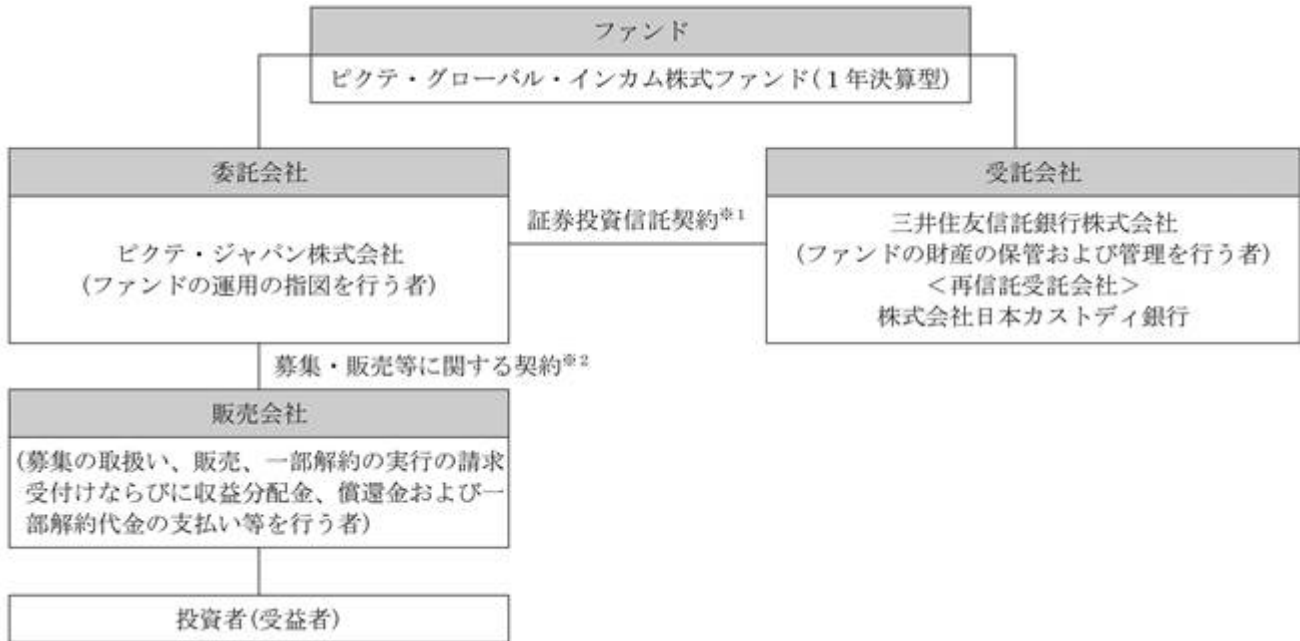 ファンド
ピクテ・グローバル・インカム株式ファンド(1年決算型)
委託会社
ピクテ・ジャパン株式会社
(ファンドの運用の指図を行う者)
証券投資信託契約※1
受託会社
三井住友信託銀行株式会社
(ファンドの財産の保管および管理を行う者)
<再信託受託会社>
株式会社日本カストディ銀行
募集・販売等に関する契約※2
販売会社
(募集の取扱い、販売、一部解約の実行の請求
受付けならびに収益分配金、償還金および一
部解約代金の支払い等を行う者)
投資者(受益者)